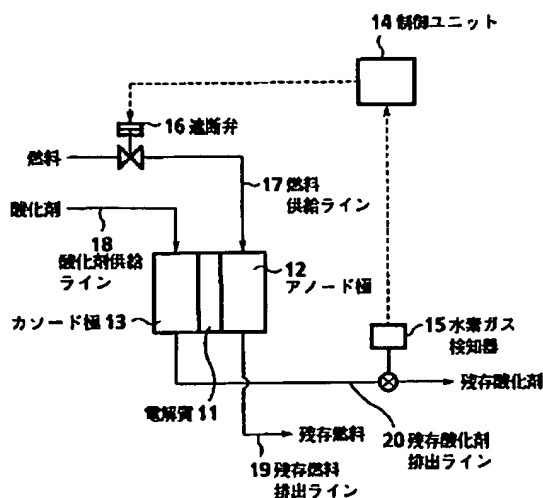 14 制御ユニット
16 遮断弁
燃料
17 燃料
供給ライン
酸化剤
18
酸化剤供給
ライン
12
アノード極
カソード極 13
15 水素ガス
検知器
残存酸化剤
電解質 11
残存燃料
20 残存酸化剤
排出ライン
19 残存燃料
排出ライン